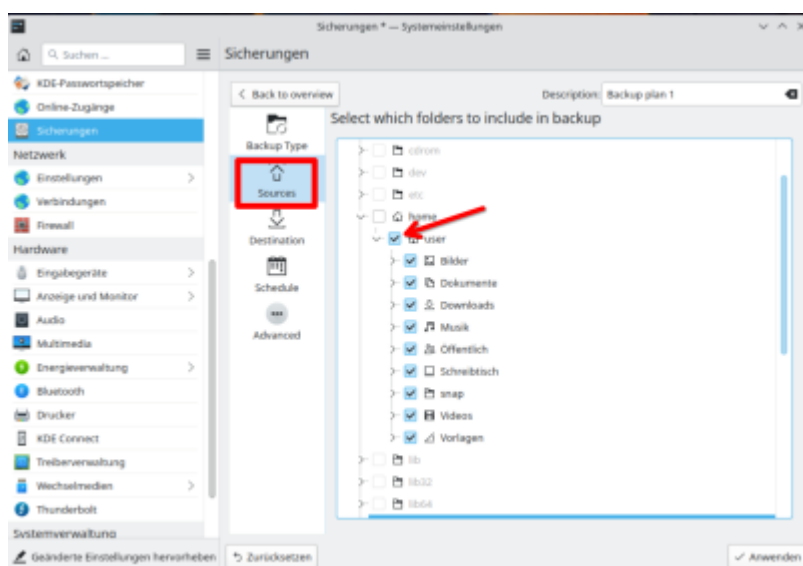 Sicherungen * — Systemeinstellungen
Suchen ...
Sicherungen
KDE-Passwortspeicher
Online-Zugänge
Sicherungen
Netzwerk
Einstellungen
Verbindungen
Firewall
Hardware
Eingabegeräte
Anzeige und Monitor
Audio
Multimedia
Energieverwaltung
Bluetooth
Drucker
KDE Connect
Treiberverwaltung
Wechselmedien
Thunderbolt
Systemverwaltung
Geänderte Einstellungen hervorheben
Back to overview
Description: Backup plan 1
Backup Type
Sources
Destination
Schedule
Advanced
Select which folders to include in backup
cdrom
dev
etc
home
user
Bilder
Dokumente
Downloads
Musik
Öffentlich
Schreibtisch
snap
Videos
Vorlagen
lib
lib32
lib64
Zurücksetzen
Anwenden